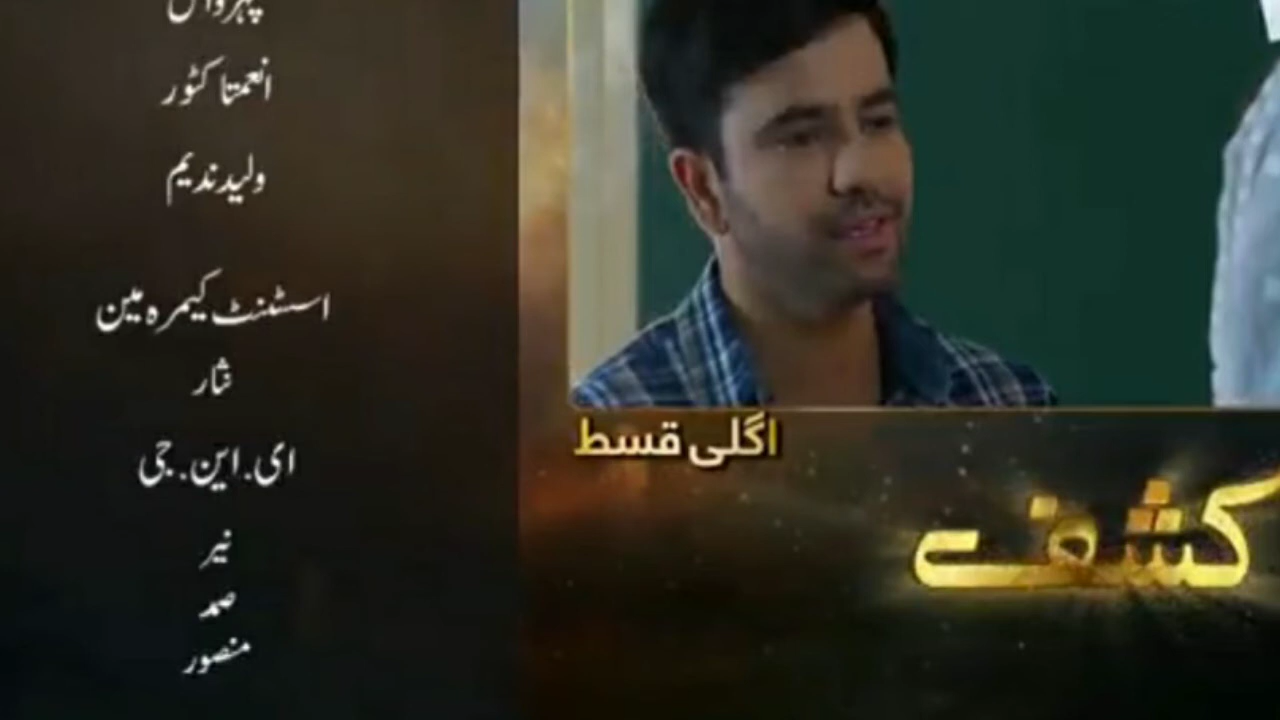 انعمتا کٹور
ولید ندیم
اسسٹنٹ کیمرہ مین
نثار
ای.این.جی
نیر
صمد
منصور
اگلی قسط
کشف